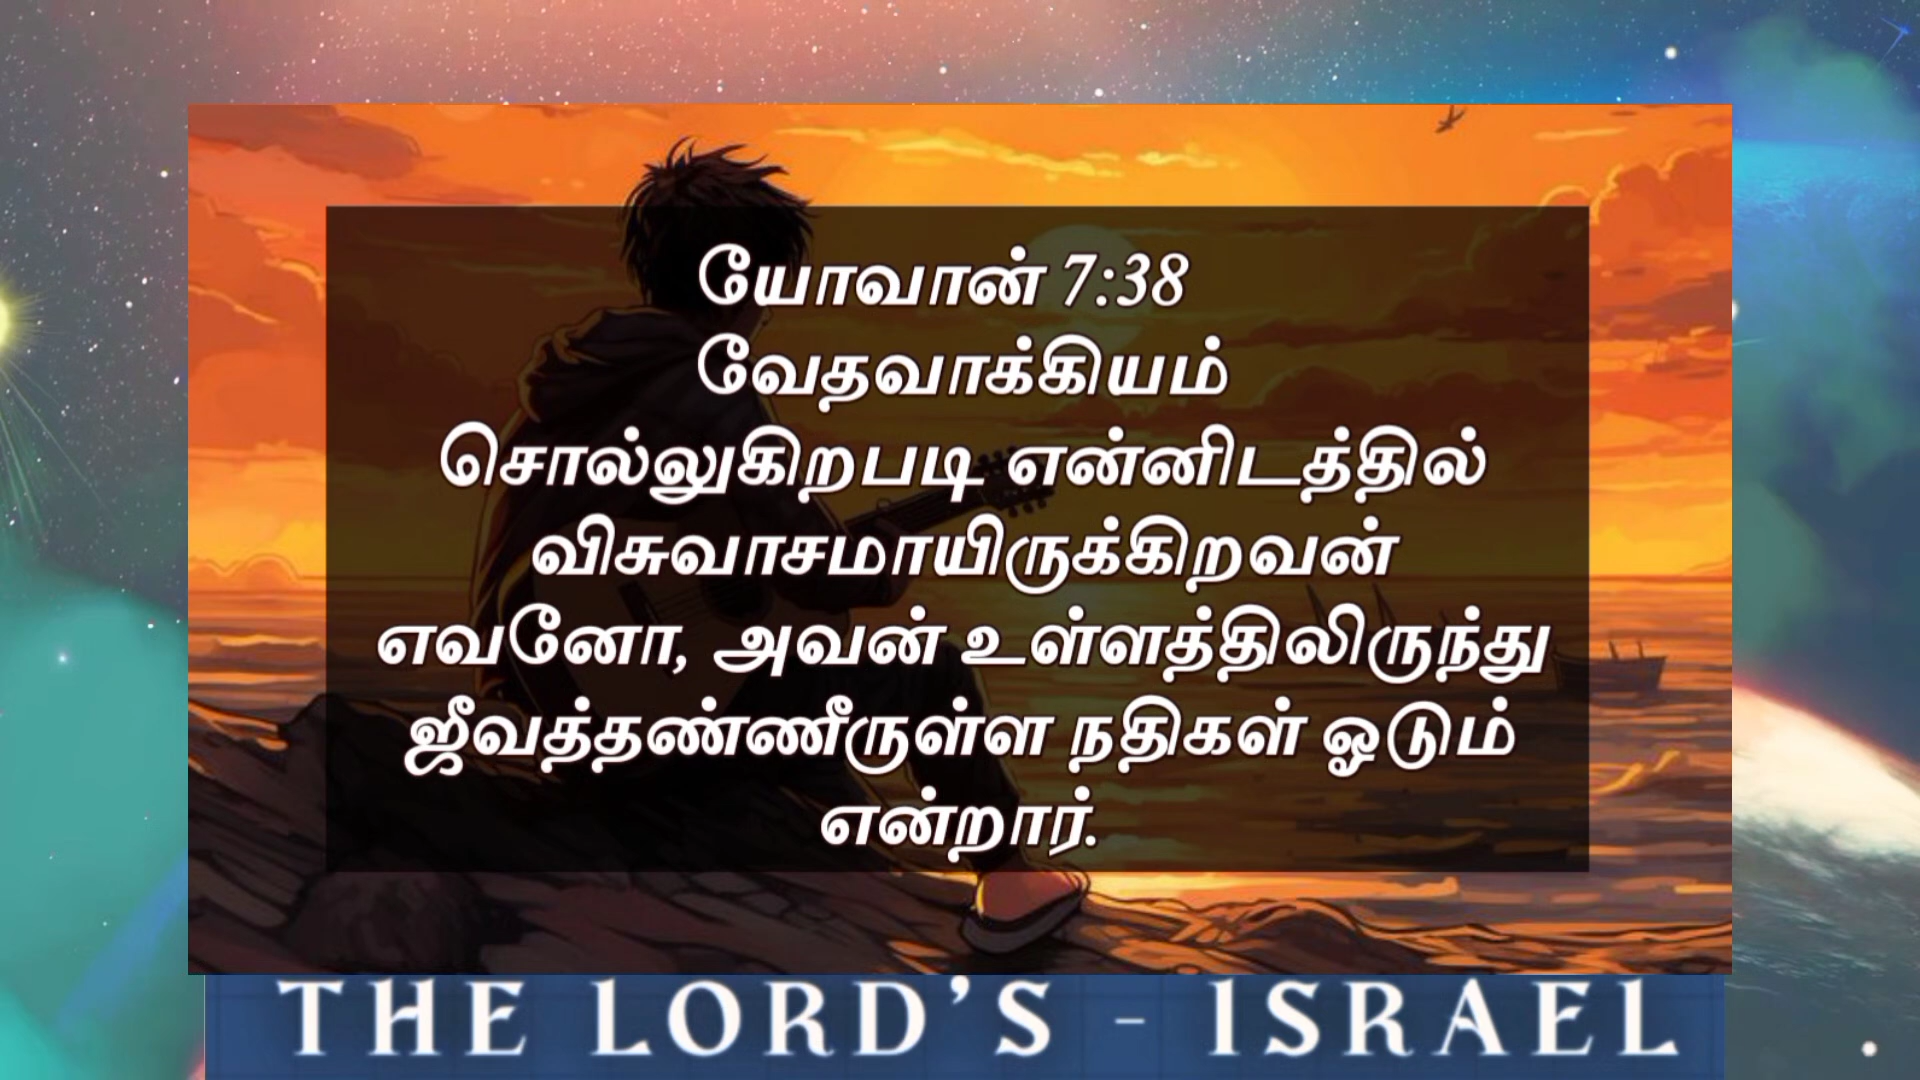 யோவான் 7:38
வேதவாக்கியம்
சொல்லுகிறபடி என்னிடத்தில்
விசுவாசமாயிருக்கிறவன்
எவனோ, அவன் உள்ளத்திலிருந்து
ஜீவத்தண்ணீருள்ள நதிகள் ஓடும்
என்றார்.
THE LORD'S - ISRAEL